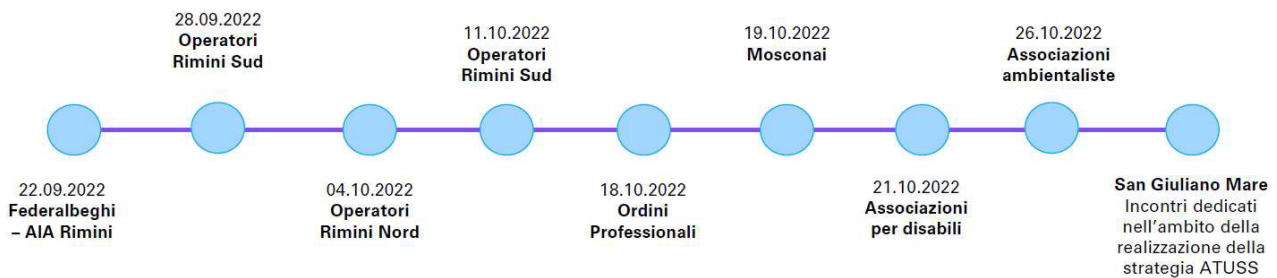 22.09.2022
Federalbeghi
– AIA Rimini
28.09.2022
Operatori
Rimini Sud
04.10.2022
Operatori
Rimini Nord
11.10.2022
Operatori
Rimini Sud
18.10.2022
Ordini
Professionali
19.10.2022
Mosconai
21.10.2022
Associazioni
per disabili
26.10.2022
Associazioni
ambientaliste
San Giuliano Mare
Incontri dedicati
nell’ambito della
realizzazione della
strategia ATUSS